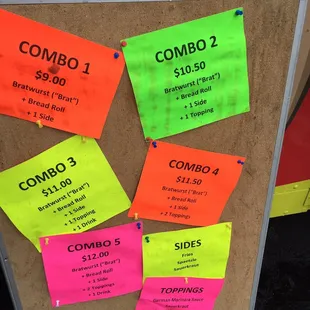 COMBO 1
$9.00
Bratwurst ("Brat")
+ Bread Roll
+ 1 Side
COMBO 2
$10.50
Bratwurst ("Brat")
+ Bread Roll
+ 1 Side
+ 1 Topping
COMBO 3
$11.00
Bratwurst ("Brat")
+ Bread Roll
+ 1 Side
+ 1 Topping
+ 1 Drink
COMBO 4
$11.50
Bratwurst ("Brat")
+ Bread Roll
+ 1 Side
+ 2 Toppings
COMBO 5
$12.00
Bratwurst ("Brat")
+ Bread Roll
+ 1 Side
+ 2 Toppings
+ 1 Drink
SIDES
Fries
Spaetzle
Sauerkraut
TOPPINGS
German Mustard